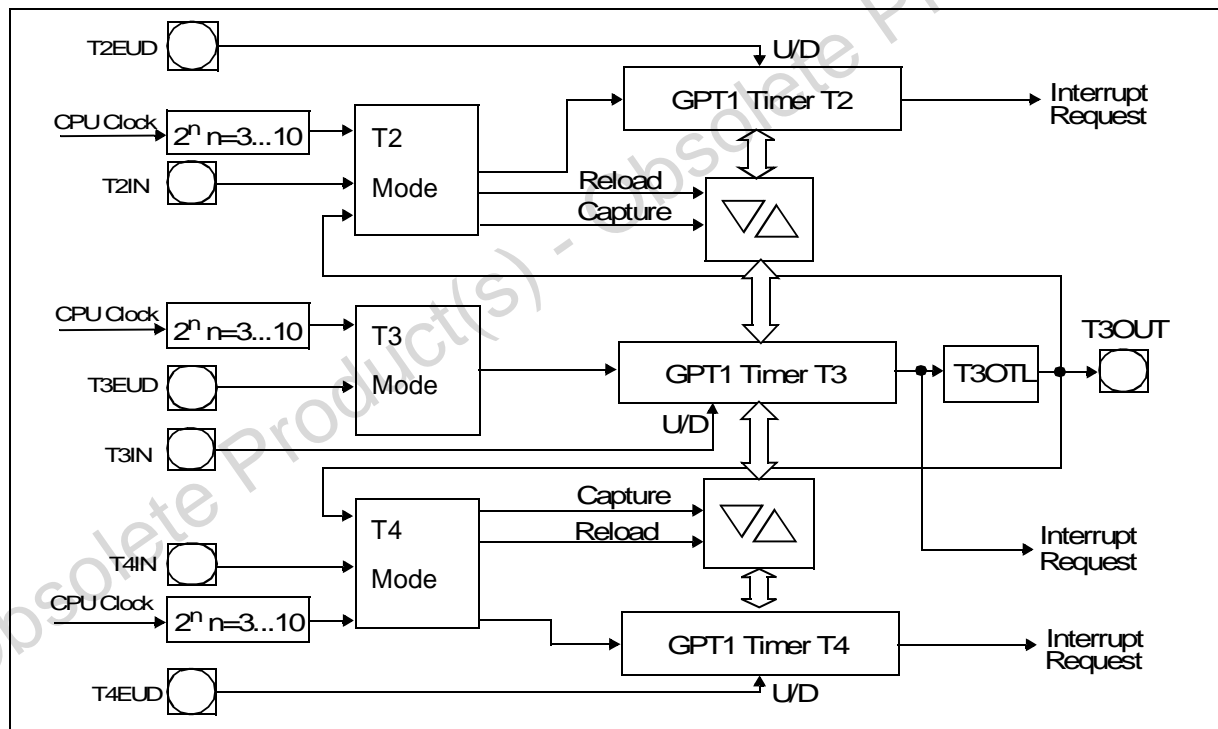 T2EUD
U/D
GPT1 Timer T2
Interrupt
Request
CPU Clock
2ⁿ n=3...10
T2
Mode
T2IN
Reload
Capture
CPU Clock
2ⁿ n=3...10
T3
Mode
T3OUT
T3EUD
GPT1 Timer T3
T3OTL
U/D
T3IN
Capture
T4
Reload
Mode
T4IN
Interrupt
Request
CPU Clock
2ⁿ n=3...10
GPT1 Timer T4
Interrupt
Request
T4EUD
U/D
Obsolete Product(s) - Obsolete Pr